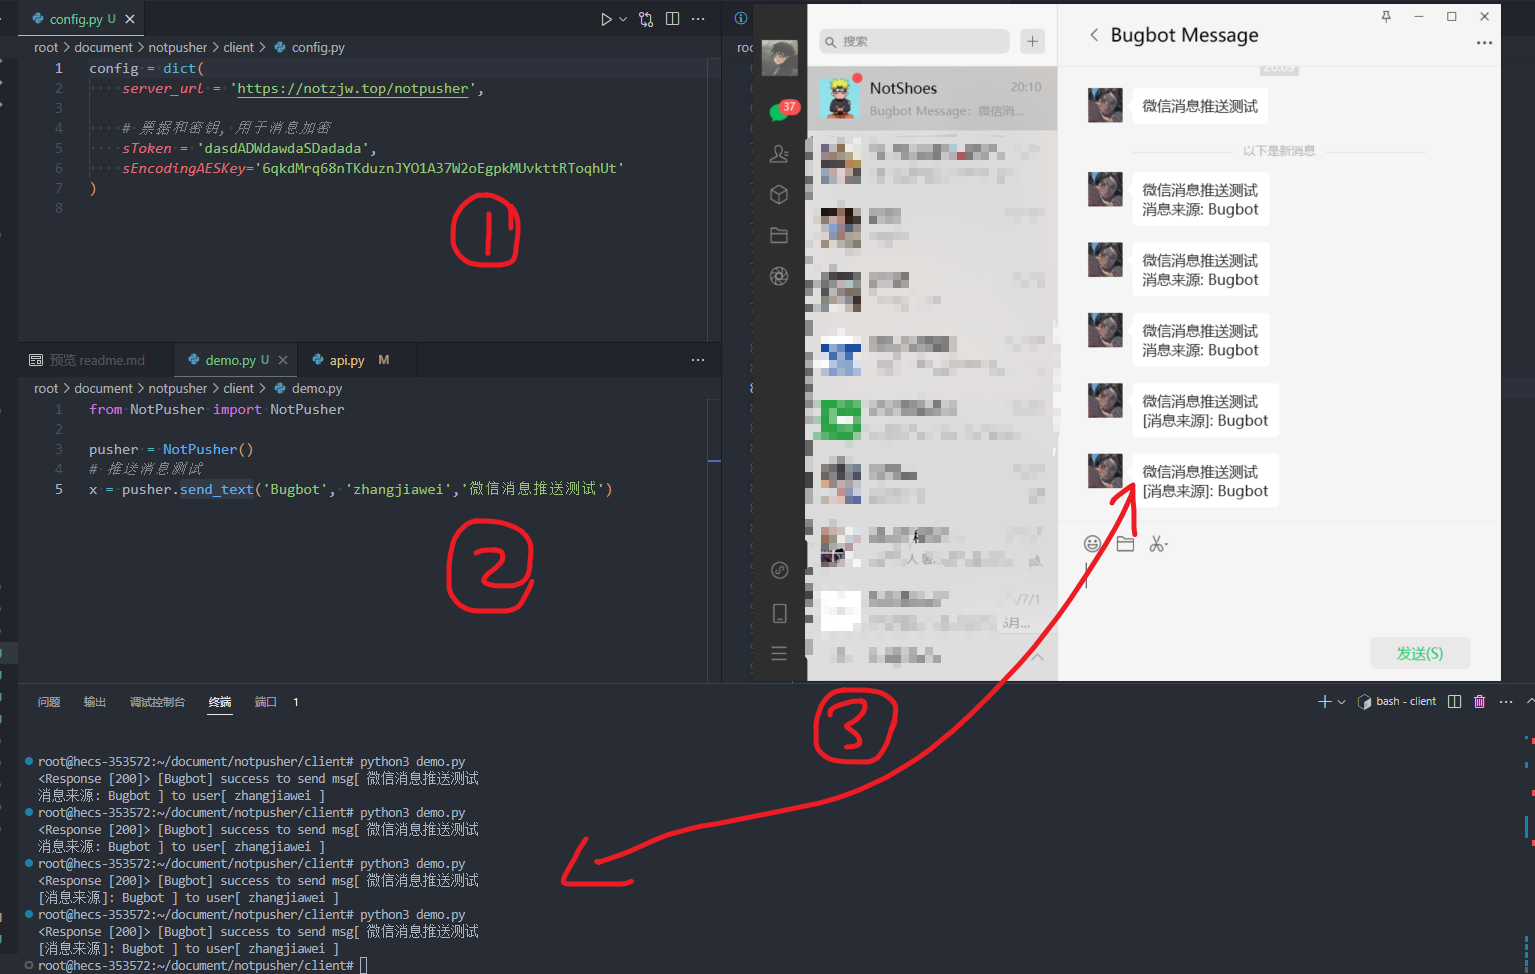 config.py U
root > document > notpusher > client > config.py
1 config = dict(
2 server_url = 'https://notzjw.top/notpusher',
3
4 # 票据和密钥, 用于消息加密
5 sToken = 'dasdADWdawdaSDadada',
6 sEncodingAESKey='6qkdMrq68nTKduznJYO1A37W2oEgpkMUvkttRToqhUt'
7 )
8
1
预览 readme.md
demo.py U
api.py M
root > document > notpusher > client > demo.py
1 from NotPusher import NotPusher
2
3 pusher = NotPusher()
4 # 推送消息测试
5 x = pusher.send_text('Bugbot', 'zhangjiawei','微信消息推送测试')
2
搜索
37
NotShoes
20:10
Bugbot Message: 微信消...
/7/1
Bugbot Message
微信消息推送测试
以下是新消息
微信消息推送测试
消息来源: Bugbot
微信消息推送测试
消息来源: Bugbot
微信消息推送测试
消息来源: Bugbot
微信消息推送测试
[消息来源]: Bugbot
微信消息推送测试
[消息来源]: Bugbot
发送(S)
3
问题 输出 调试控制台 终端 端口 1
bash - client
root@hecs-353572:~/document/notpusher/client# python3 demo.py
<Response [200]> [Bugbot] success to send msg[ 微信消息推送测试
消息来源: Bugbot ] to user[ zhangjiawei ]
root@hecs-353572:~/document/notpusher/client# python3 demo.py
<Response [200]> [Bugbot] success to send msg[ 微信消息推送测试
消息来源: Bugbot ] to user[ zhangjiawei ]
root@hecs-353572:~/document/notpusher/client# python3 demo.py
<Response [200]> [Bugbot] success to send msg[ 微信消息推送测试
[消息来源]: Bugbot ] to user[ zhangjiawei ]
root@hecs-353572:~/document/notpusher/client# python3 demo.py
<Response [200]> [Bugbot] success to send msg[ 微信消息推送测试
[消息来源]: Bugbot ] to user[ zhangjiawei ]
root@hecs-353572:~/document/notpusher/client#